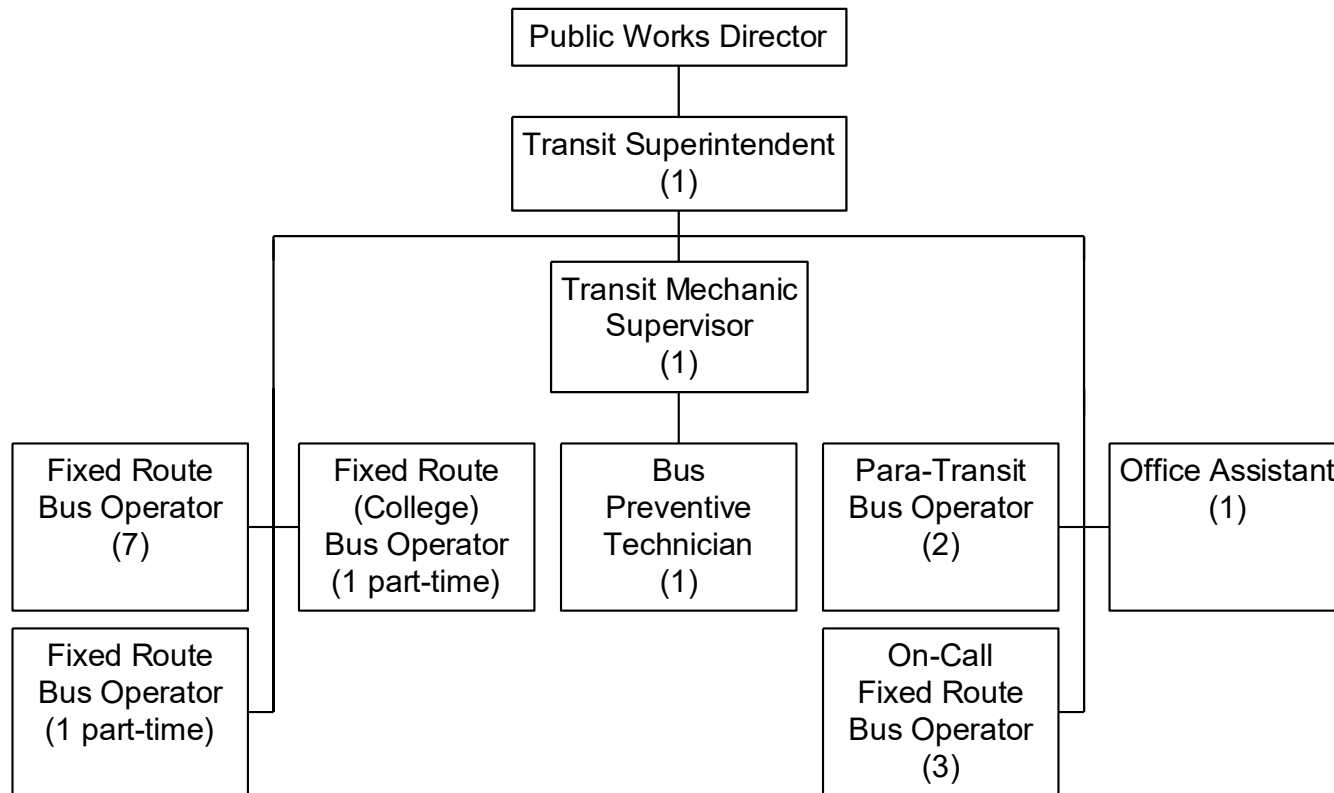 Public Works Director
Transit Superintendent
(1)
Transit Mechanic
Supervisor
(1)
Fixed Route
Bus Operator
(7)
Fixed Route
(College)
Bus Operator
(1 part-time)
Bus
Preventive
Technician
(1)
Para-Transit
Bus Operator
(2)
Office Assistant
(1)
Fixed Route
Bus Operator
(1 part-time)
On-Call
Fixed Route
Bus Operator
(3)